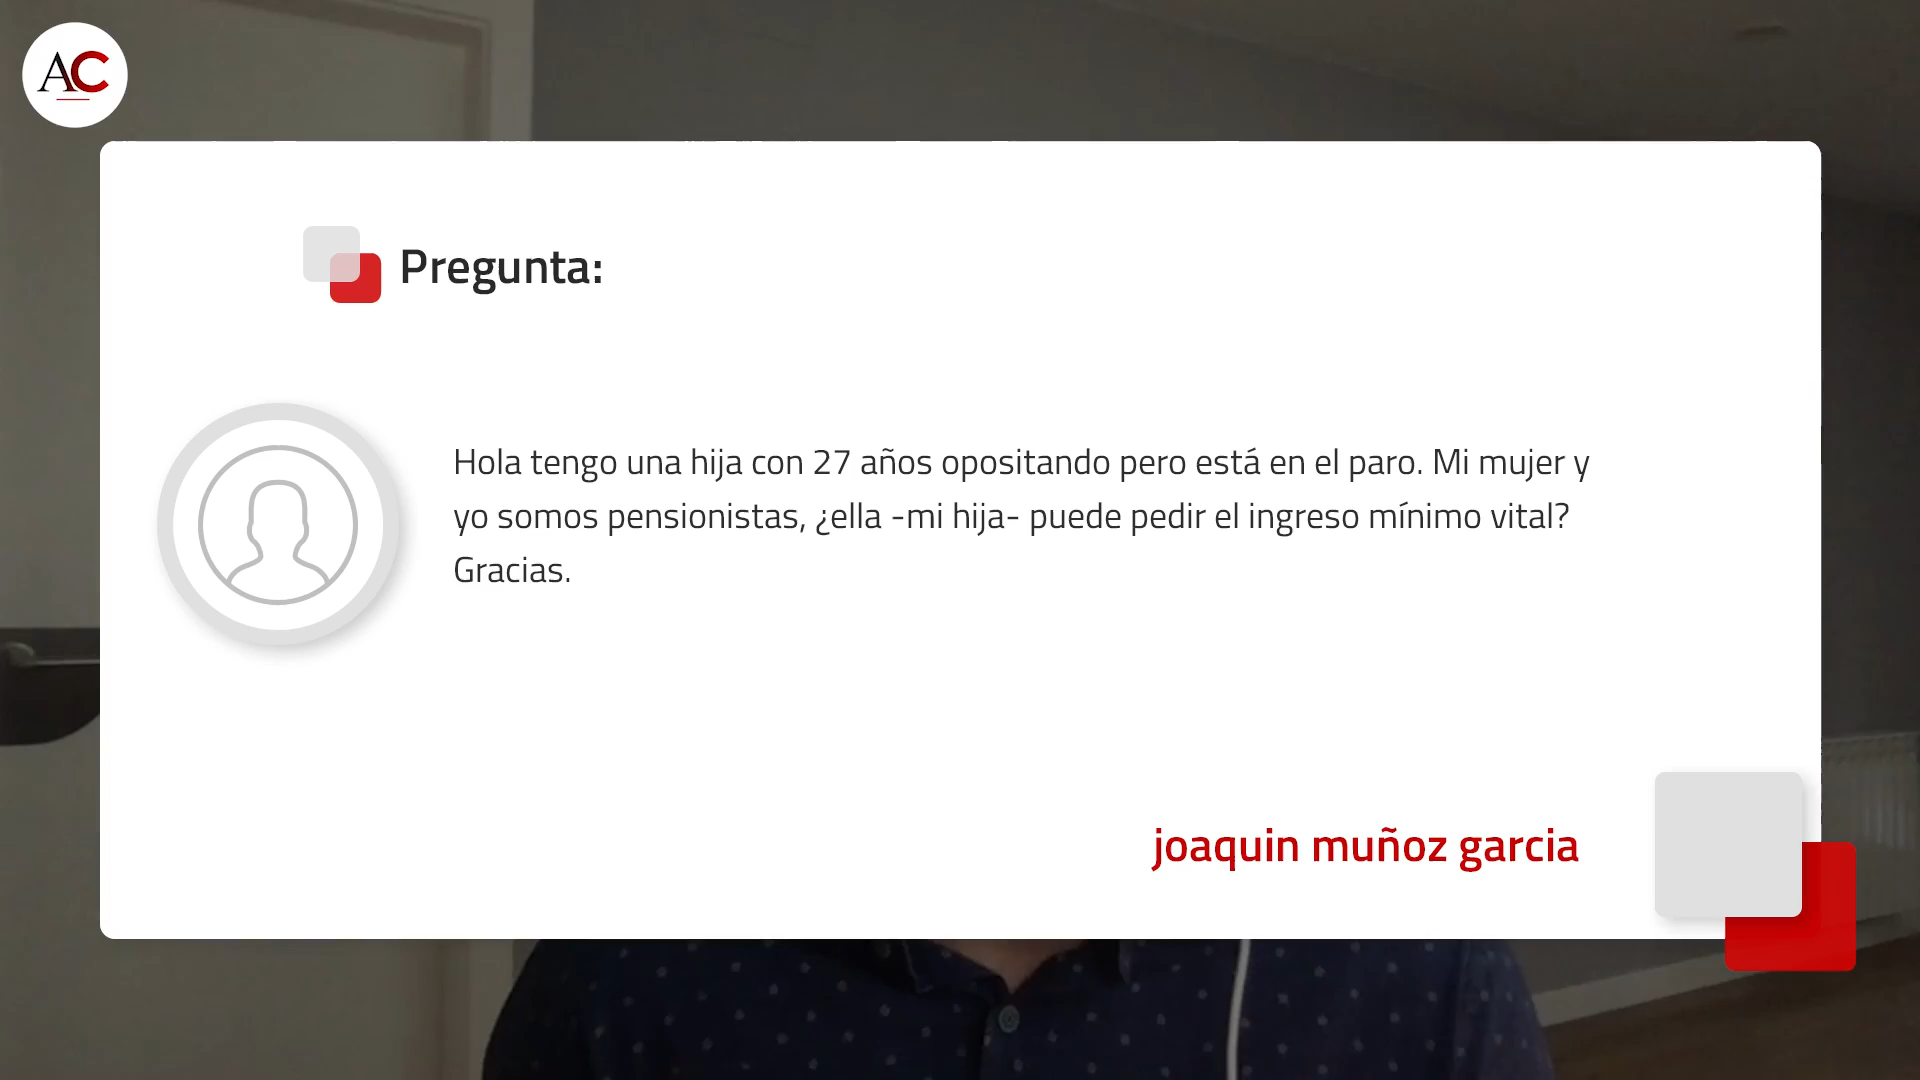 AC
Pregunta:
Hola tengo una hija con 27 años opositando pero está en el paro. Mi mujer y
yo somos pensionistas, ¿ella -mi hija- puede pedir el ingreso mínimo vital?
Gracias.
joaquin muñoz garcia